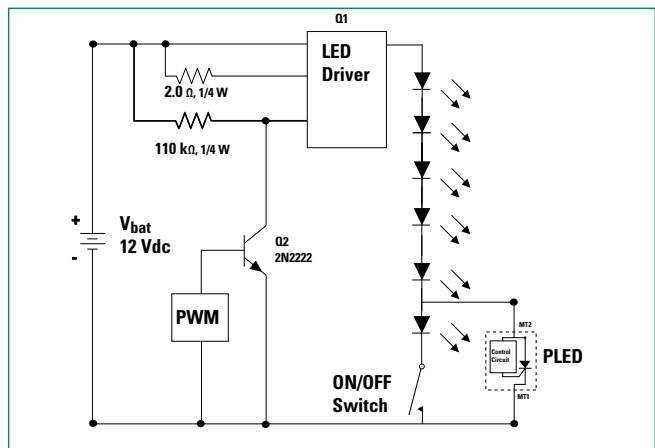 Q1
LED
Driver
2.0 Ω, 1/4 W
110 kΩ, 1/4 W
+
Vbat
12 Vdc
-
Q2
2N2222
PWM
ON/OFF
Switch
MT2
Control
Circuit
PLED
MT1